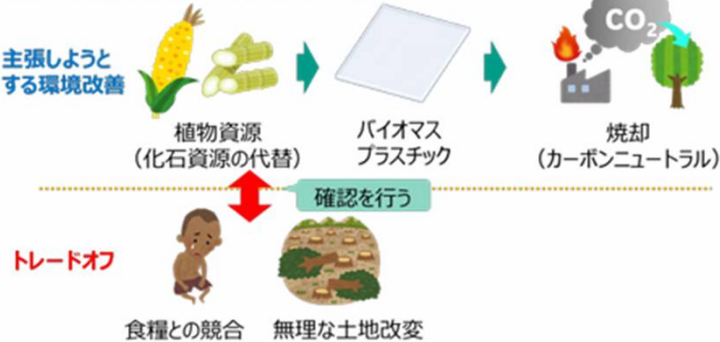 CO2
主張しようと
する環境改善
植物資源
(化石資源の代替)
バイオマス
プラスチック
焼却
(カーボンニュートラル)
確認を行う
トレードオフ
食糧との競合
無理な土地改変